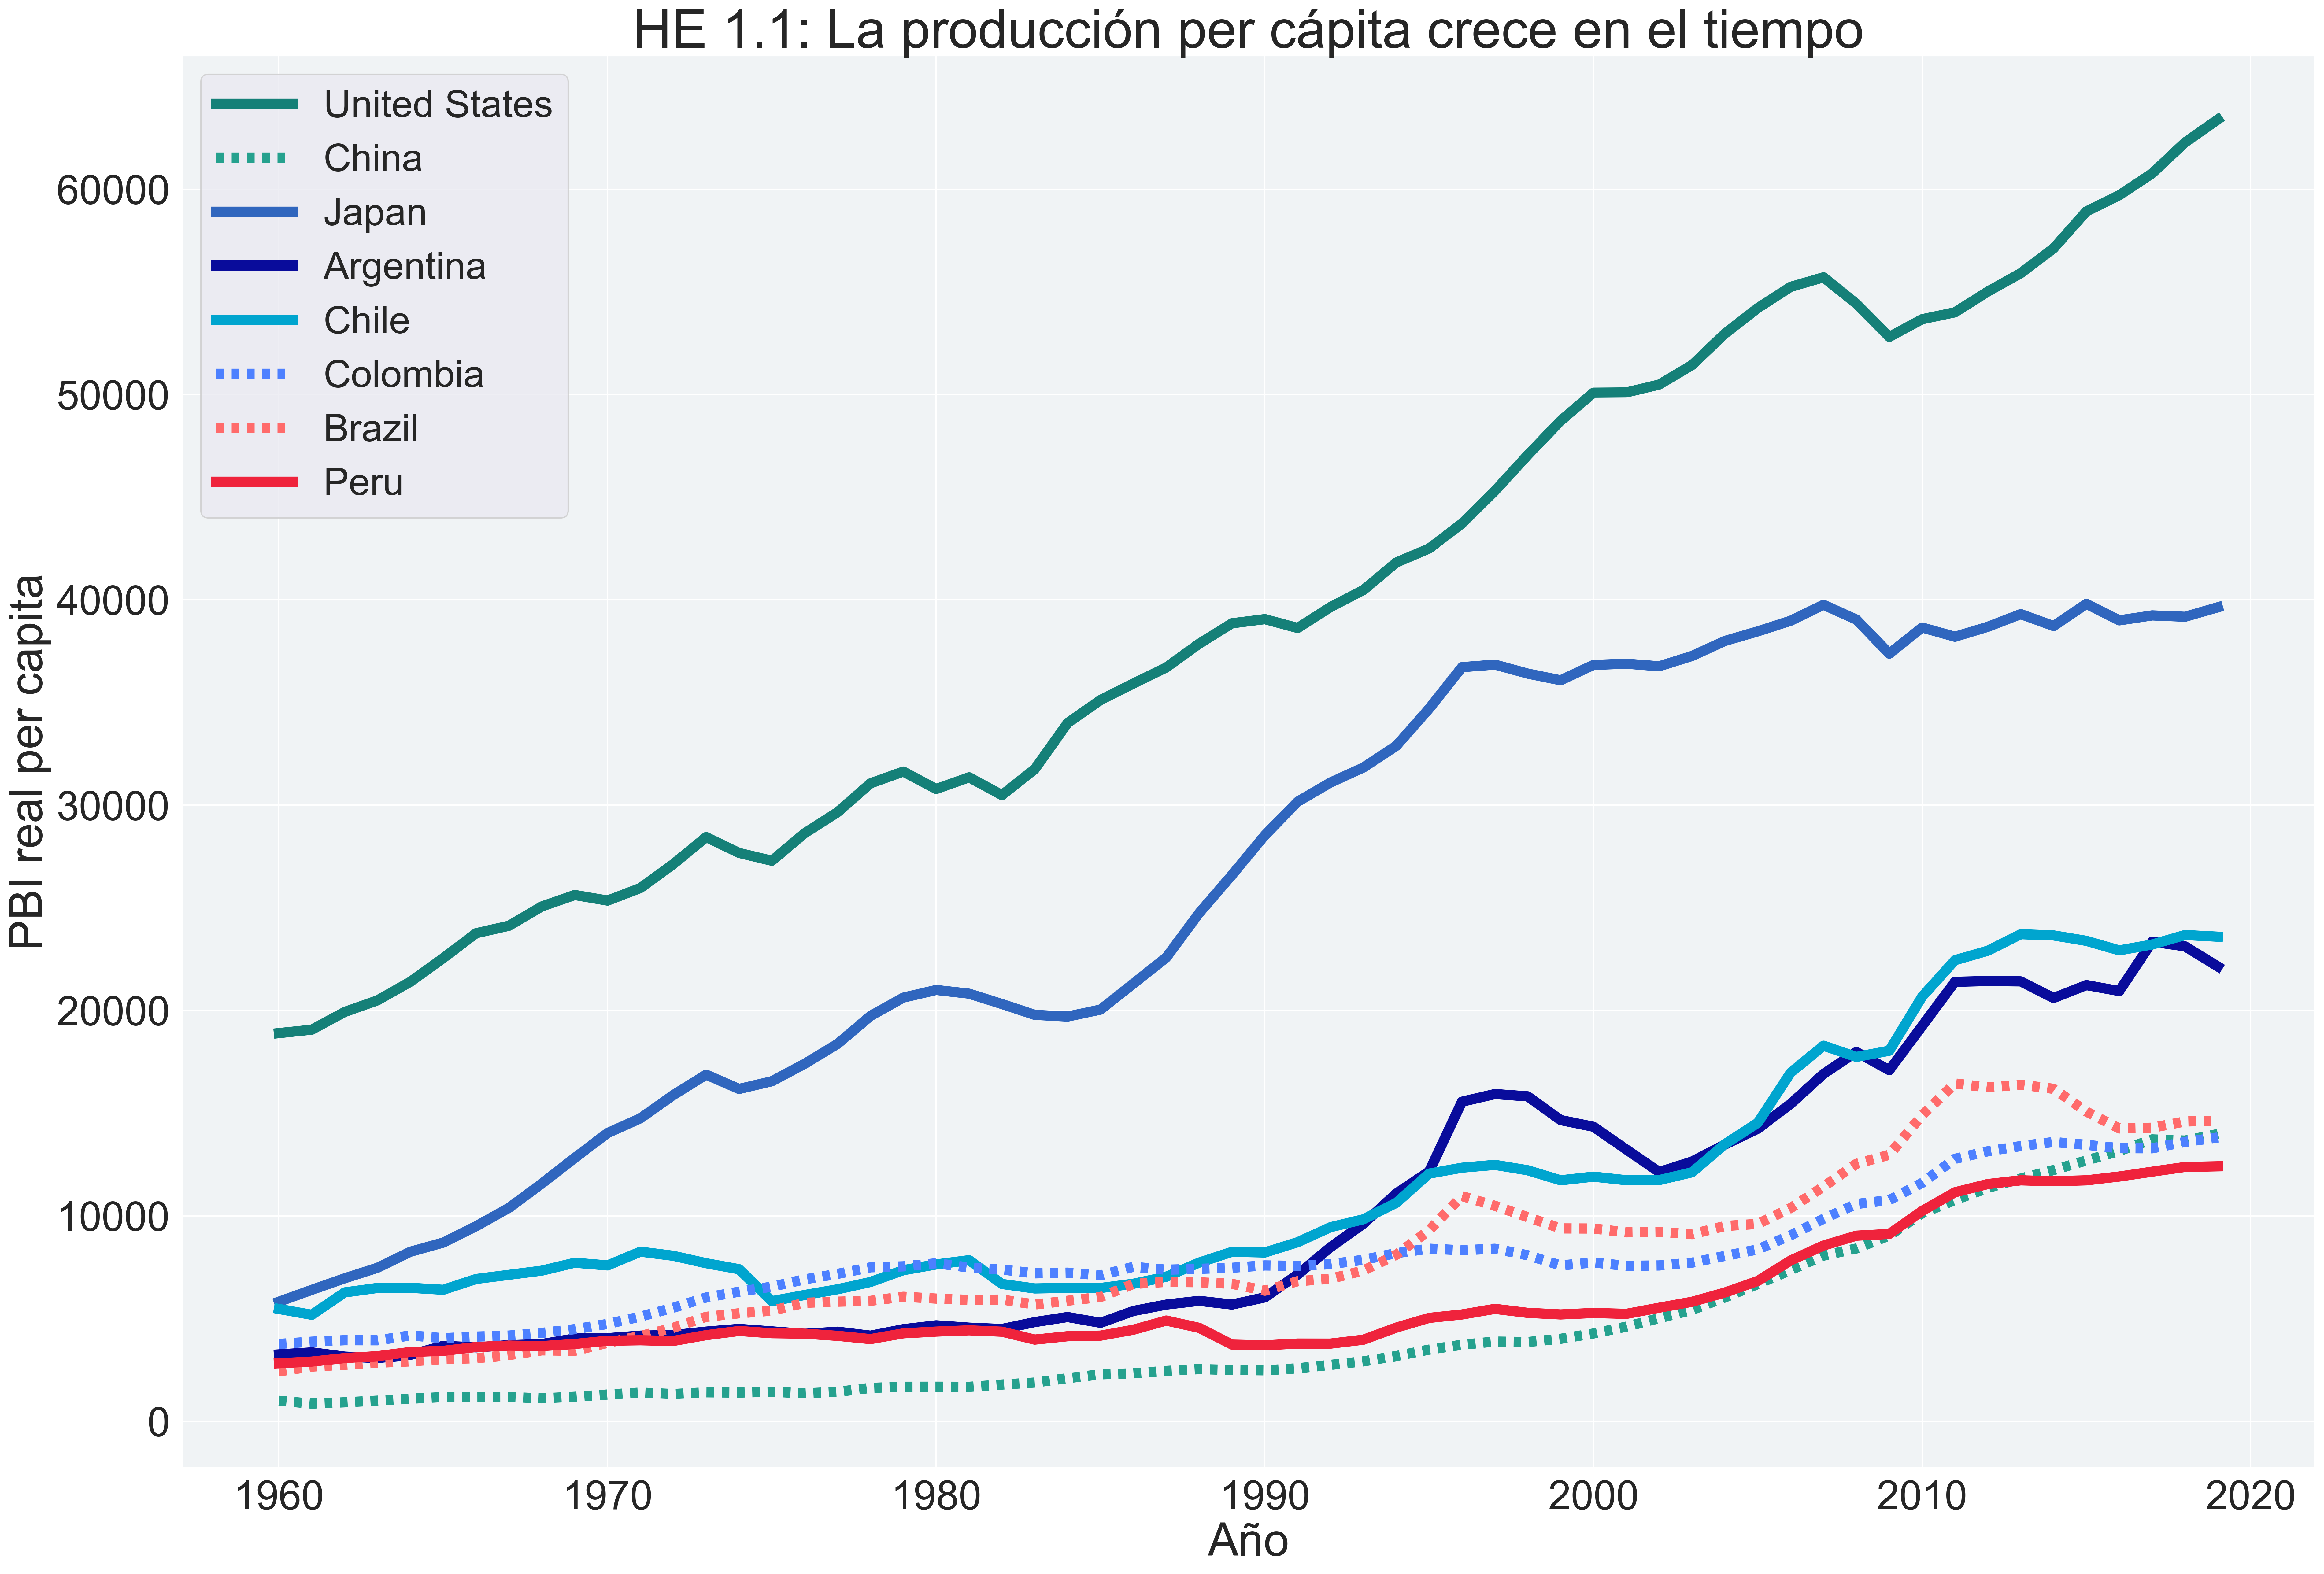 HE 1.1: La producción per cápita crece en el tiempo
United States
China
Japan
Argentina
Chile
Colombia
Brazil
Peru
PBI real per capita
60000
50000
40000
30000
20000
10000
0
1960 1970 1980 1990 2000 2010 2020
Año